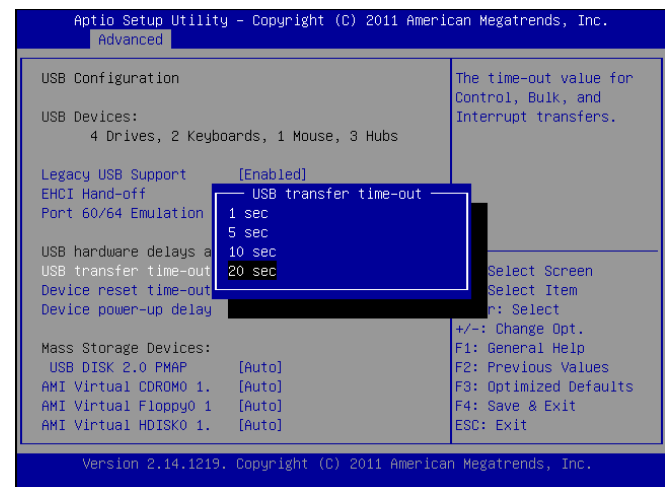 Aptio Setup Utility – Copyright (C) 2011 American Megatrends, Inc.
Advanced
USB Configuration
USB Devices:
4 Drives, 2 Keyboards, 1 Mouse, 3 Hubs
Legacy USB Support [Enabled]
EHCI Hand-off
Port 60/64 Emulation
USB hardware delays a
USB transfer time-out
Device reset time-out
Device power-up delay
Mass Storage Devices:
USB DISK 2.0 PMAP [Auto]
AMI Virtual CDROM0 1. [Auto]
AMI Virtual Floppy0 1 [Auto]
AMI Virtual HDISK0 1. [Auto]
USB transfer time-out
1 sec
5 sec
10 sec
20 sec
The time-out value for
Control, Bulk, and
Interrupt transfers.
Select Screen
Select Item
r: Select
+/-: Change Opt.
F1: General Help
F2: Previous Values
F3: Optimized Defaults
F4: Save & Exit
ESC: Exit
Version 2.14.1219. Copyright (C) 2011 American Megatrends, Inc.